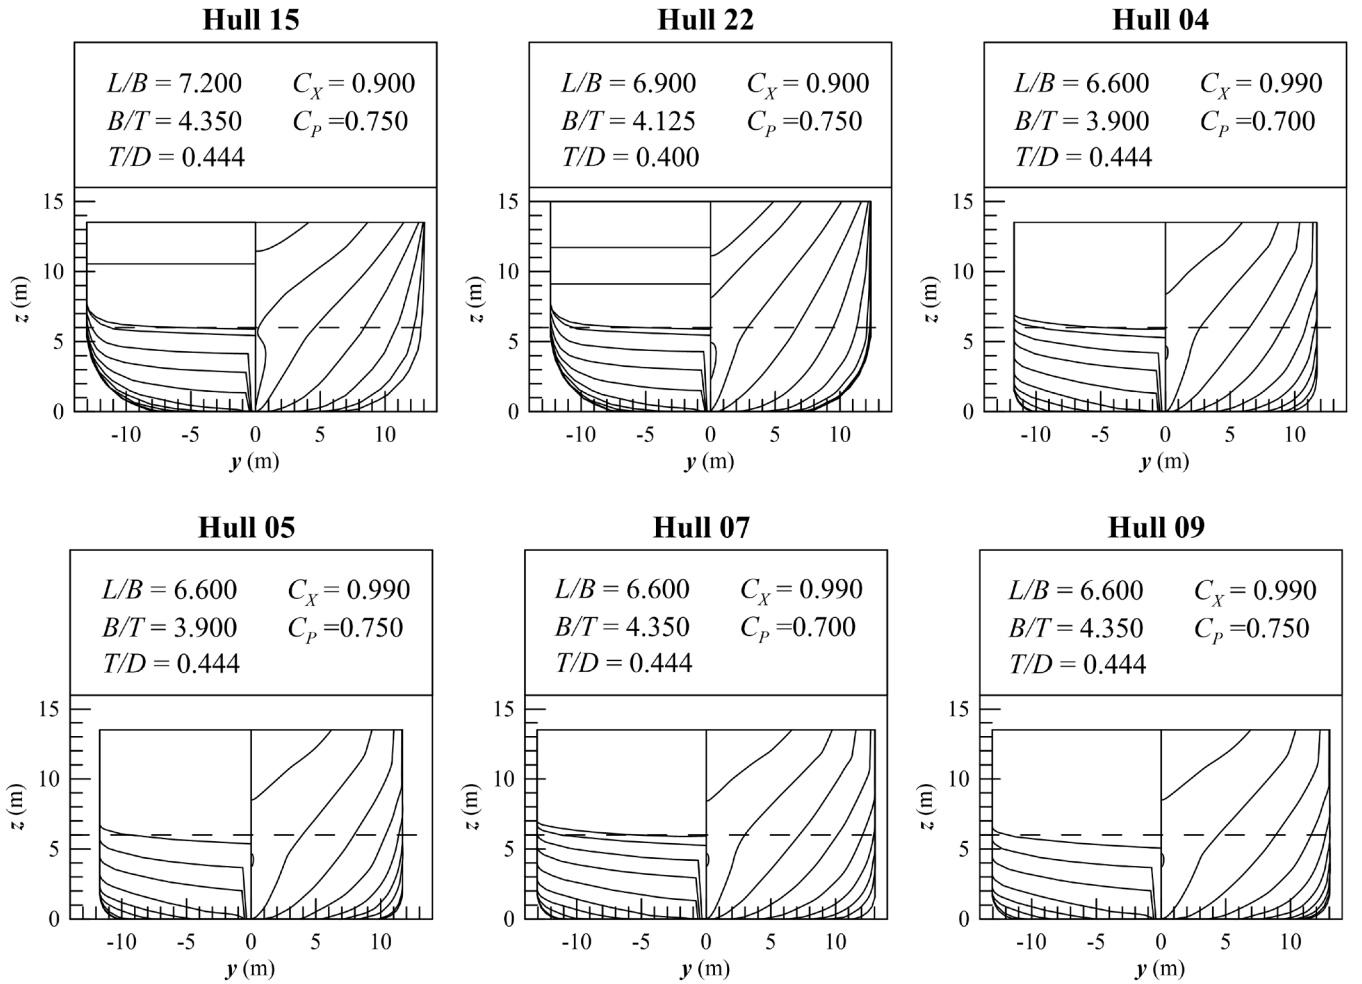 Hull 15
L/B = 7.200 C_X = 0.900
B/T = 4.350 C_P =0.750
T/D = 0.444
15
10
5
0
z (m)
-10 -5 0 5 10
y (m)
Hull 22
L/B = 6.900 C_X = 0.900
B/T = 4.125 C_P =0.750
T/D = 0.400
15
10
5
0
z (m)
-10 -5 0 5 10
y (m)
Hull 04
L/B = 6.600 C_X = 0.990
B/T = 3.900 C_P =0.700
T/D = 0.444
15
10
5
0
z (m)
-10 -5 0 5 10
y (m)
Hull 05
L/B = 6.600 C_X = 0.990
B/T = 3.900 C_P =0.750
T/D = 0.444
15
10
5
0
z (m)
-10 -5 0 5 10
y (m)
Hull 07
L/B = 6.600 C_X = 0.990
B/T = 4.350 C_P =0.700
T/D = 0.444
15
10
5
0
z (m)
-10 -5 0 5 10
y (m)
Hull 09
L/B = 6.600 C_X = 0.990
B/T = 4.350 C_P =0.750
T/D = 0.444
15
10
5
0
z (m)
-10 -5 0 5 10
y (m)